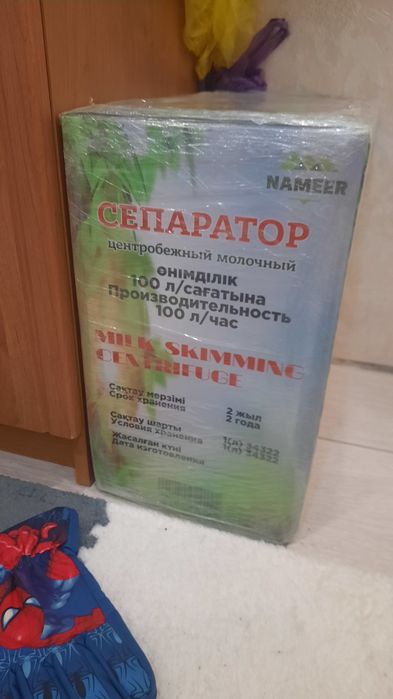 NAMEER
СЕПАРАТОР
центробежный молочный
өнімділік
100 л/сағатына
Производительность
100 л/час
MILK SKIMMING
CENTRIFUGE
Сақтау мерзімі
Срок хранения
2 жыл
2 года
Сақтау шарты
Условия хранения
Жасалған күні
Дата изготовления